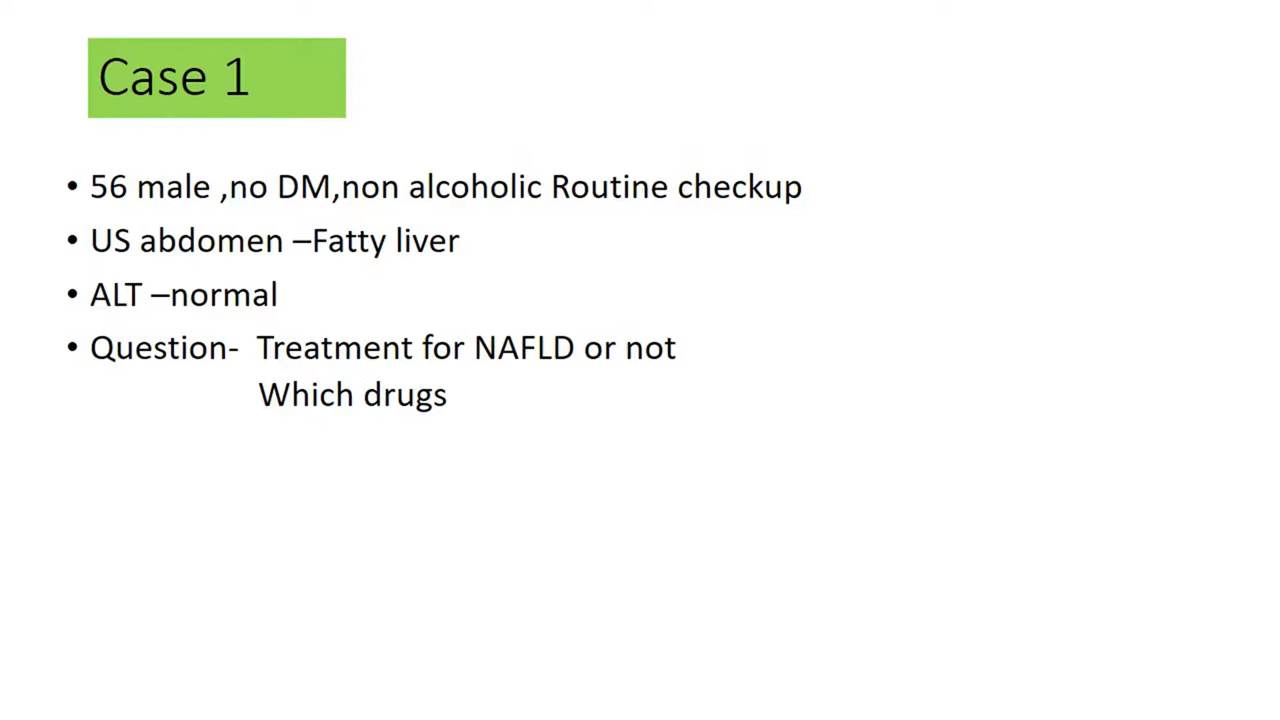 Case 1
• 56 male ,no DM,non alcoholic Routine checkup
• US abdomen –Fatty liver
• ALT –normal
• Question-  Treatment for NAFLD or not
Which drugs